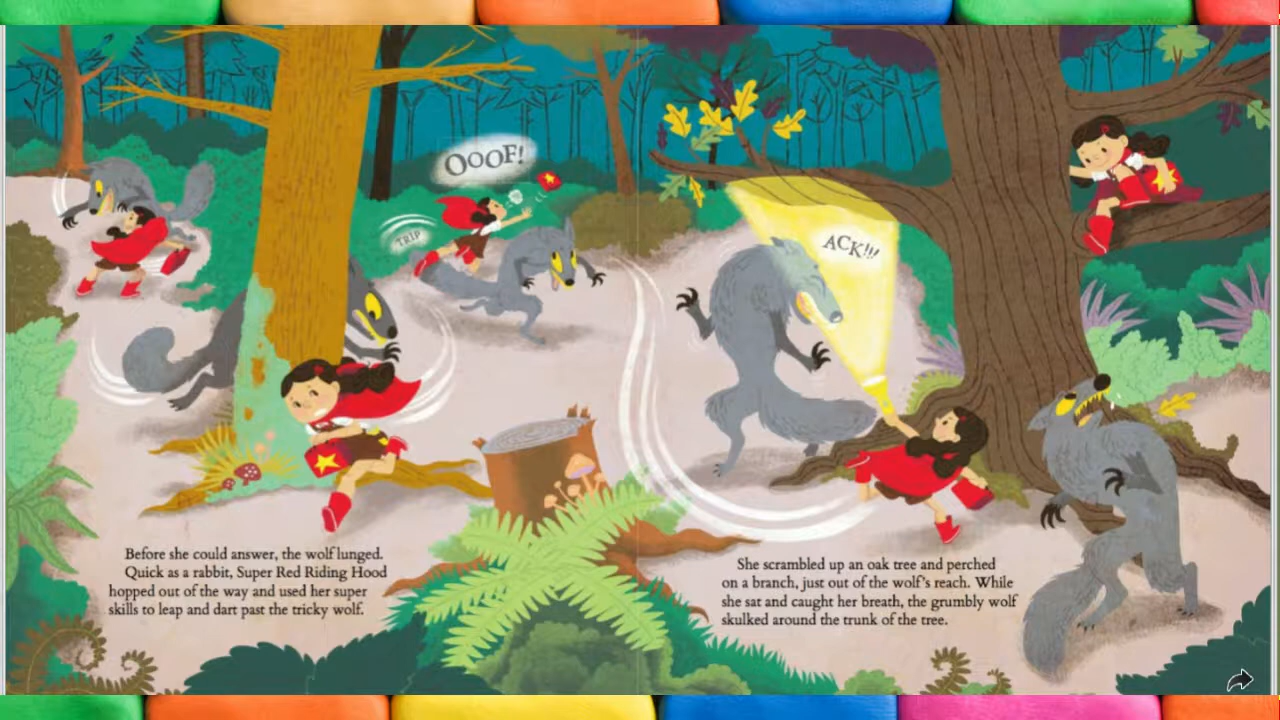 OOOF!
TRIP
ACK!!!
Before she could answer, the wolf lunged.
Quick as a rabbit, Super Red Riding Hood
hopped out of the way and used her super
skills to leap and dart past the tricky wolf.
She scrambled up an oak tree and perched
on a branch, just out of the wolf's reach. While
she sat and caught her breath, the grumbly wolf
skulked around the trunk of the tree.